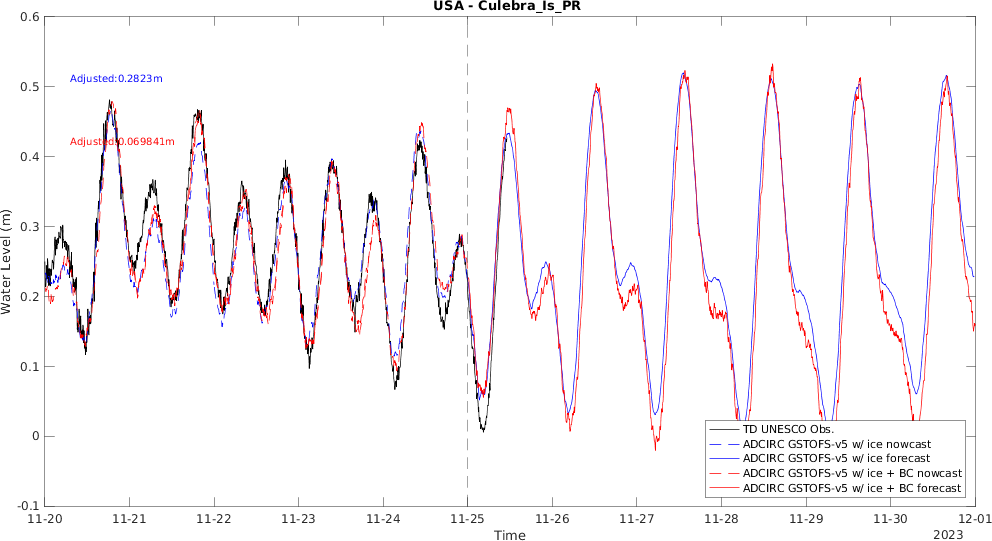 USA - Culebra_Is_PR
0.6
0.5
0.4
0.3
0.2
0.1
0
-0.1
Water Level (m)
Adjusted:0.2823m
Adjusted:0.069841m
TD UNESCO Obs.
ADCIRC GSTOFS-v5 w/ ice nowcast
ADCIRC GSTOFS-v5 w/ ice forecast
ADCIRC GSTOFS-v5 w/ ice + BC nowcast
ADCIRC GSTOFS-v5 w/ ice + BC forecast
11-20 11-21 11-22 11-23 11-24 11-25 11-26 11-27 11-28 11-29 11-30 12-01
Time
2023